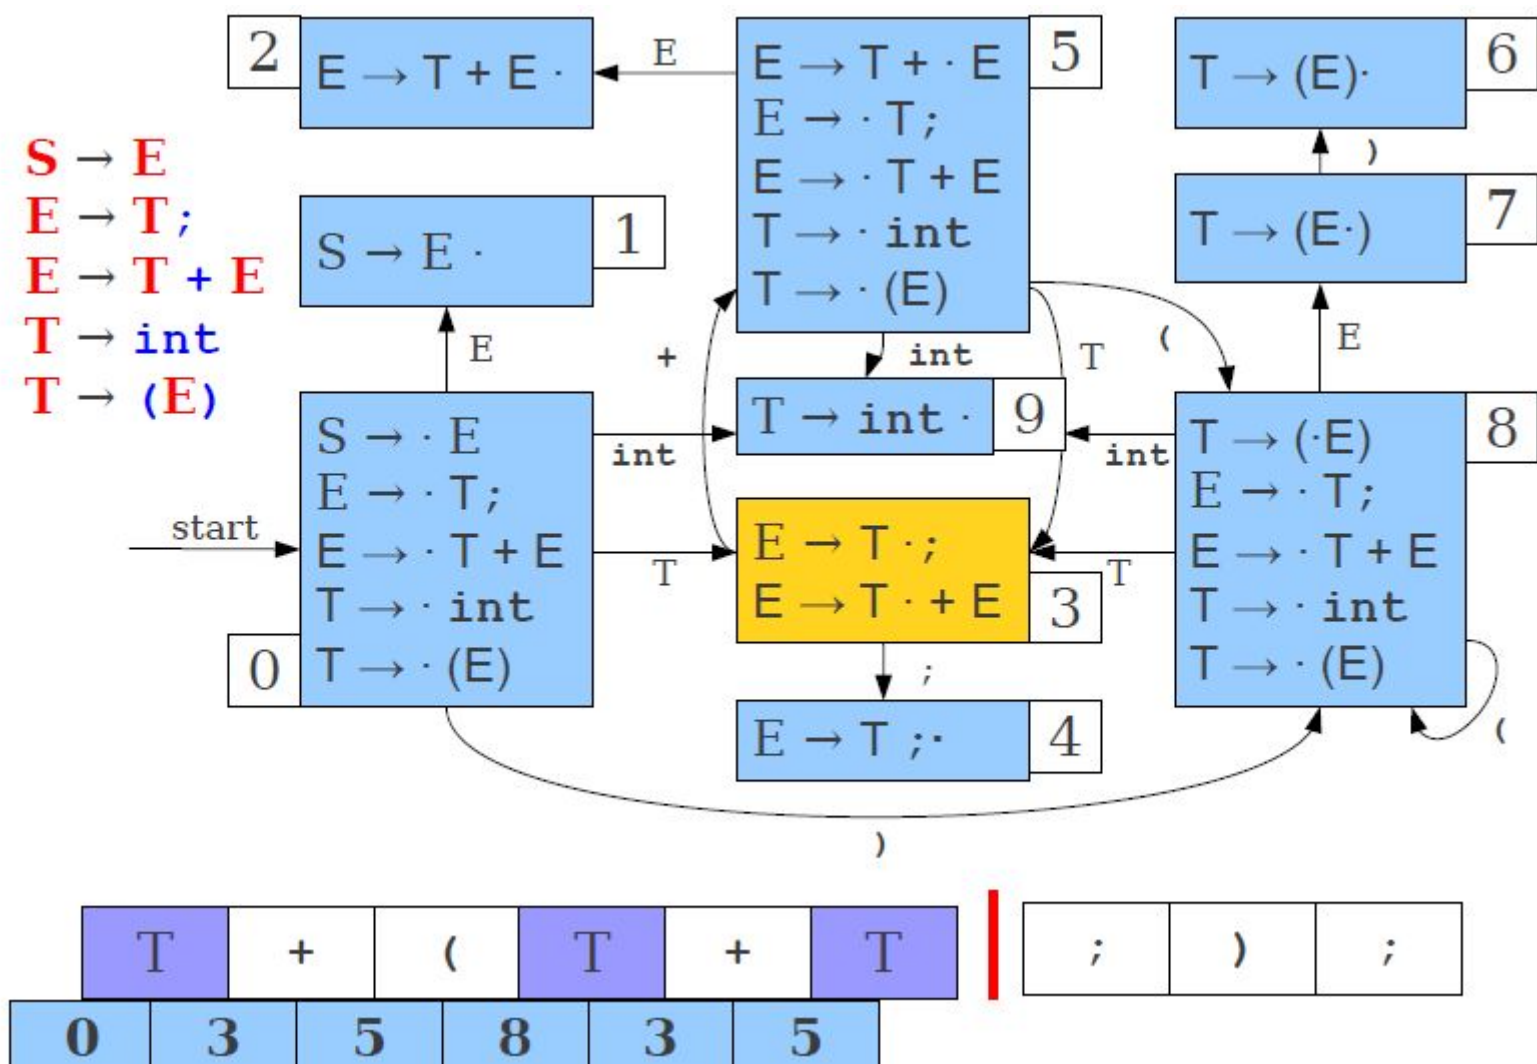 S → E
E → T ;
E → T + E
T → int
T → (E)
2
E → T + E ·
E
E → T + · E
E → · T ;
E → · T + E
T → · int
T → · (E)
5
T → (E)·
6
)
T → (E·)
7
S → E ·
1
E
+
int
T
(
E
T → int ·
9
int
int
start
S → · E
E → · T ;
E → · T + E
T → · int
T → · (E)
0
T
E → T · ;
E → T · + E
3
T
T → (·E)
E → · T ;
E → · T + E
T → · int
T → · (E)
8
(
;
E → T ;·
4
)
T + ( T + T ; ) ;
0 3 5 8 3 5